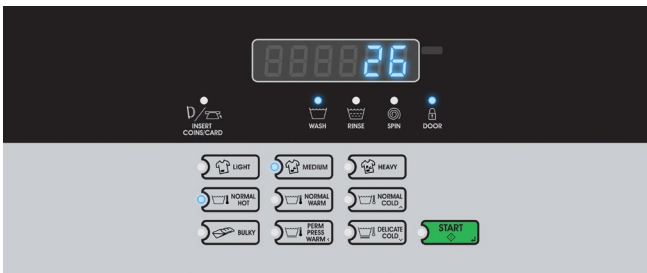 26
INSERT
COINS/CARD
WASH
RINSE
SPIN
DOOR
LIGHT
MEDIUM
HEAVY
NORMAL
HOT
NORMAL
WARM
NORMAL
COLD
BULKY
PERM
PRESS
WARM
DELICATE
COLD
START